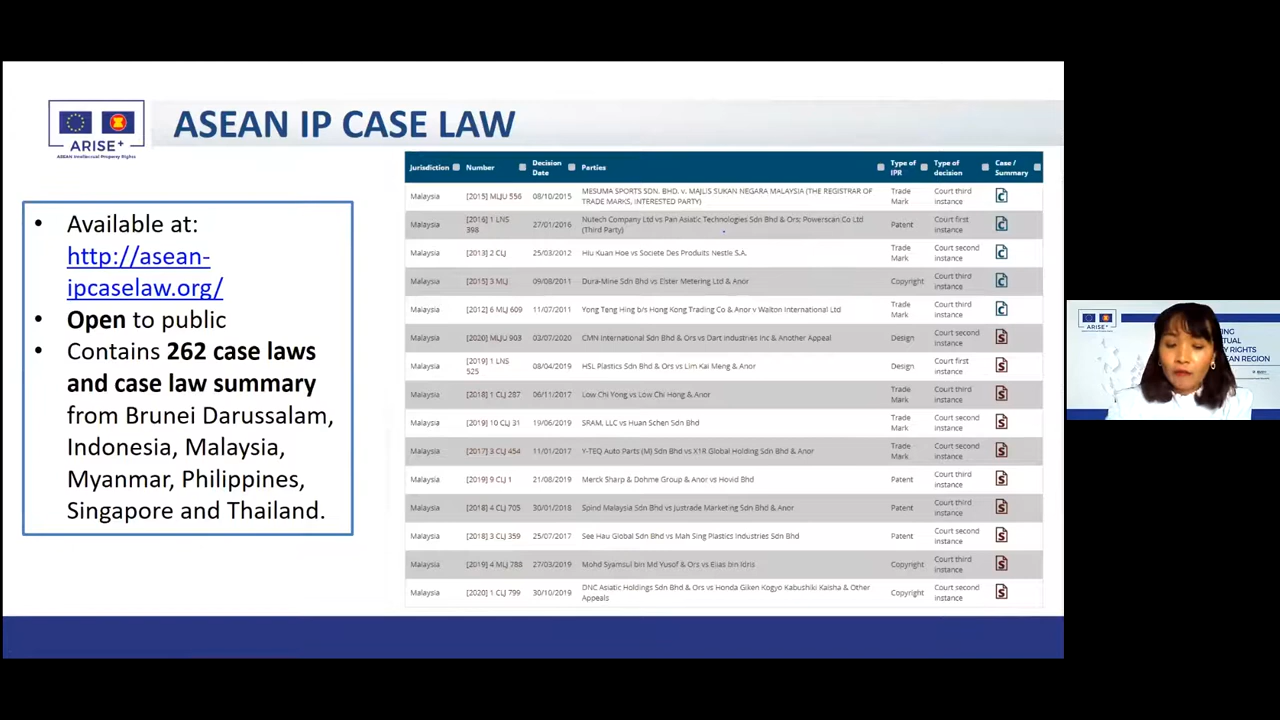 ARISE+
ASEAN Intellectual Property Rights
ASEAN IP CASE LAW
• Available at:
http://asean-
ipcaselaw.org/
• Open to public
• Contains 262 case laws
and case law summary
from Brunei Darussalam,
Indonesia, Malaysia,
Myanmar, Philippines,
Singapore and Thailand.
Jurisdiction Number Decision Date Parties Type of IPR Type of decision Case / Summary
Malaysia [2015] MLJU 556 08/10/2015 MESUMA SPORTS SDN. BHD. v. MAJLIS SUKAN NEGARA MALAYSIA (THE REGISTRAR OF TRADE MARKS, INTERESTED PARTY) Trade Mark Court third instance C
Malaysia [2016] 1 LNS 398 27/01/2016 Nutech Company Ltd vs Pan Asiatic Technologies Sdn Bhd & Ors; Powerscan Co Ltd (Third Party) Patent Court first instance C
Malaysia [2013] 2 CLJ 25/03/2012 Hiu Kuan Hoe vs Societe Des Produits Nestle S.A. Trade Mark Court second instance C
Malaysia [2015] 3 MLJ 09/08/2011 Dura-Mine Sdn Bhd vs Elster Metering Ltd & Anor Copyright Court third instance C
Malaysia [2012] 6 MLJ 609 11/07/2011 Yong Teng Hing b/s Hong Kong Trading Co & Anor v Walton International Ltd Trade Mark Court third instance C
Malaysia [2020] MLJU 903 03/07/2020 CMN International Sdn Bhd & Ors vs Dart Industries Inc & Another Appeal Design Court second instance S
Malaysia [2019] 1 LNS 525 08/04/2019 HSL Plastics Sdn Bhd & Ors vs Lim Kai Meng & Anor Design Court first instance S
Malaysia [2018] 1 CLJ 287 06/11/2017 Low Chi Yong vs Low Chi Hong & Anor Trade Mark Court third instance S
Malaysia [2019] 10 CLJ 31 19/06/2019 SRAM, LLC vs Huan Schen Sdn Bhd Trade Mark Court second instance S
Malaysia [2017] 3 CLJ 454 11/01/2017 Y-TEQ Auto Parts (M) Sdn Bhd vs X1R Global Holding Sdn Bhd & Anor Trade Mark Court second instance S
Malaysia [2019] 9 CLJ 1 21/08/2019 Merck Sharp & Dohme Group & Anor vs Hovid Bhd Patent Court third instance S
Malaysia [2018] 4 CLJ 705 30/01/2018 Spind Malaysia Sdn Bhd vs Justrade Marketing Sdn Bhd & Anor Patent Court third instance S
Malaysia [2018] 3 CLJ 359 25/07/2017 See Hau Global Sdn Bhd vs Mah Sing Plastics Industries Sdn Bhd Patent Court second instance S
Malaysia [2019] 4 MLJ 788 27/03/2019 Mohd Syamsul bin Md Yusof & Ors vs Elias bin Idris Copyright Court third instance S
Malaysia [2020] 1 CLJ 799 30/10/2019 DNC Asiatic Holdings Sdn Bhd & Ors vs Honda Giken Kogyo Kabushiki Kaisha & Other Appeals Copyright Court second instance S
ARISE+
RIGHTS
REGION